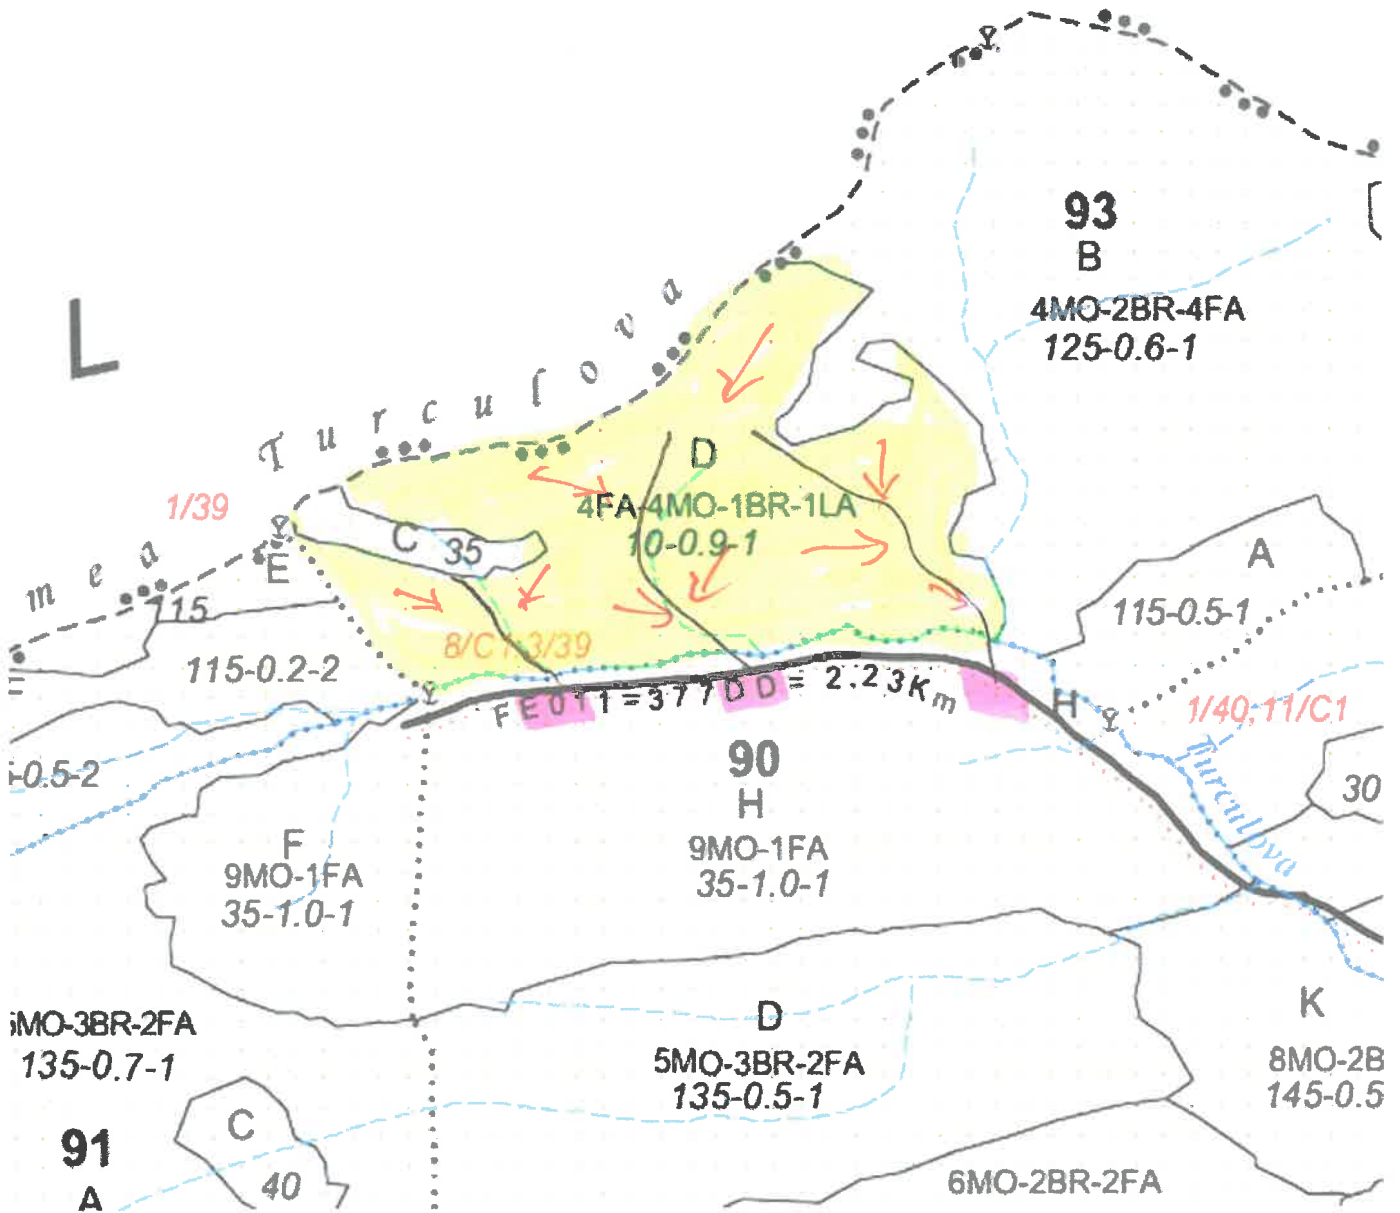 93
B
4MO-2BR-4FA
125-0.6-1
L
Turculova
D
4FA-4MO-1BR-1LA
10-0.9-1
1/39
C 35
E
mea
115
115-0.2-2
8/C1;3/39
A
115-0.5-1
FE011=377DD= 2.23Km
H
1/40;11/C1
Turculova
-0.5-2
90
H
9MO-1FA
35-1.0-1
30
F
9MO-1FA
35-1.0-1
MO-3BR-2FA
135-0.7-1
D
5MO-3BR-2FA
135-0.5-1
K
8MO-2B
145-0.5
91
A
C
40
6MO-2BR-2FA